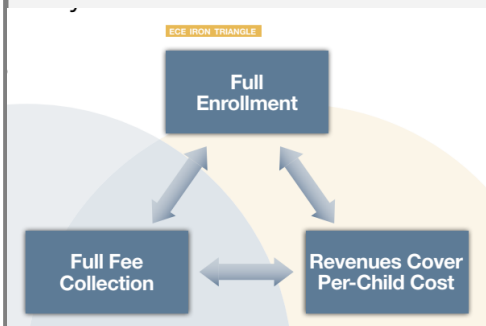 ECE IRON TRIANGLE
Full
Enrollment
Full Fee
Collection
Revenues Cover
Per-Child Cost